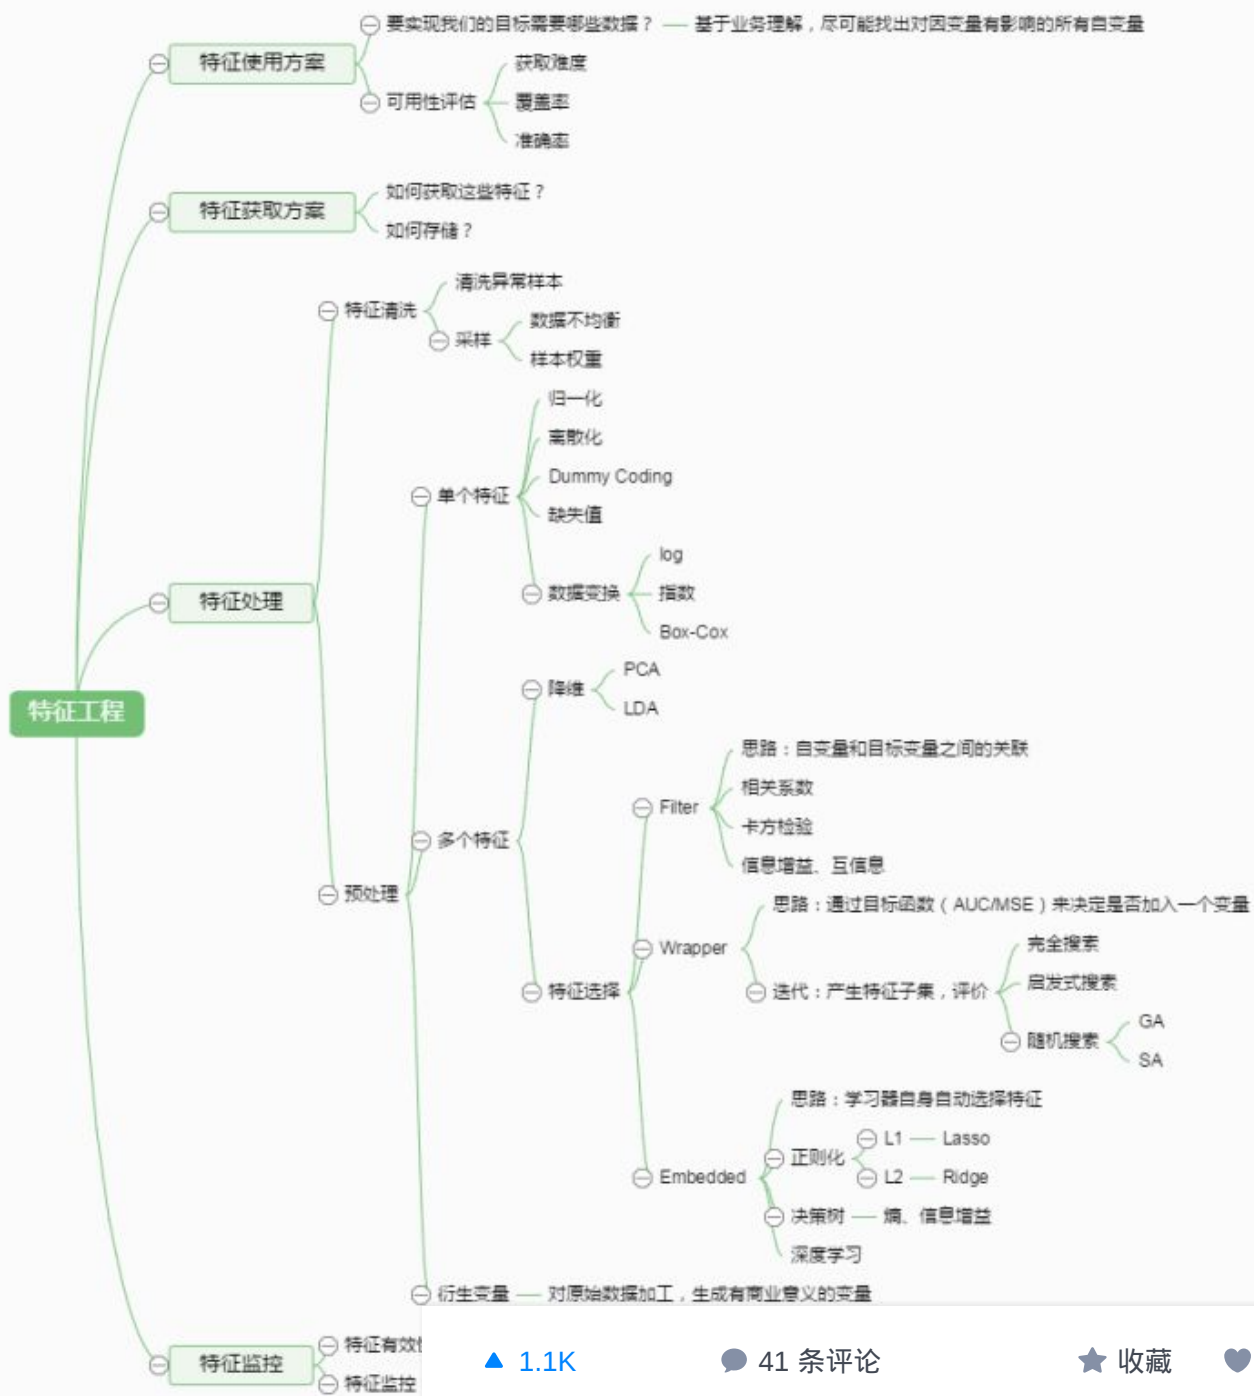 要实现我们的目标需要哪些数据？ 基于业务理解，尽可能找出对因变量有影响的所有自变量
特征使用方案
获取难度
可用性评估
覆盖率
准确率
如何获取这些特征？
特征获取方案
如何存储？
清洗异常样本
特征清洗
数据不均衡
采样
样本权重
归一化
离散化
Dummy Coding
单个特征
缺失值
log
数据变换
指数
特征处理
Box-Cox
PCA
降维
LDA
特征工程
思路：自变量和目标变量之间的关联
相关系数
Filter
卡方检验
多个特征
信息增益、互信息
预处理
思路：通过目标函数（AUC/MSE）来决定是否加入一个变量
Wrapper
完全搜索
启发式搜索
特征选择
迭代：产生特征子集，评价
GA
随机搜索
SA
思路：学习器自身自动选择特征
L1 Lasso
正则化
Embedded
L2 Ridge
决策树 熵、信息增益
深度学习
衍生变量 对原始数据加工，生成有商业意义的变量
特征有效
特征监控
特征监控
1.1K 41 条评论 收藏